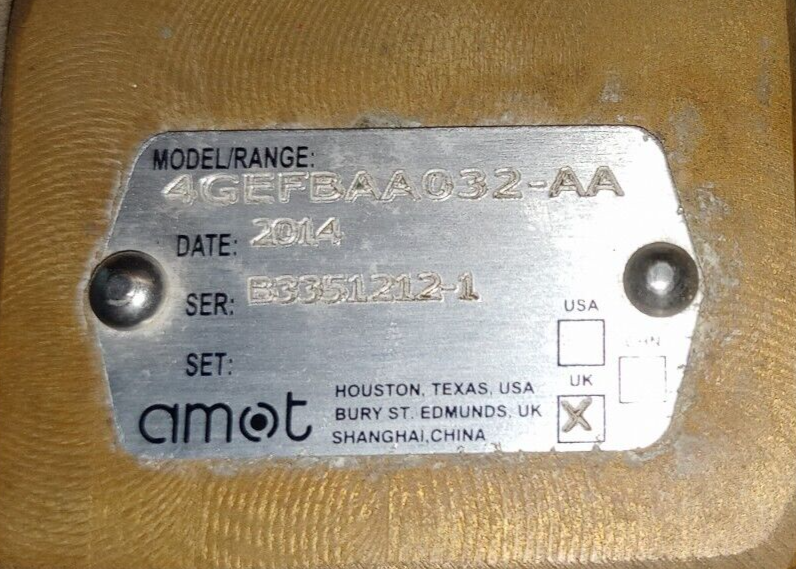 MODEL/RANGE:
4GEFBAA032-AA
DATE: 2014
SER: B3351212-1
SET:
USA
UK
X
amot
HOUSTON, TEXAS, USA
BURY ST. EDMUNDS, UK
SHANGHAI,CHINA